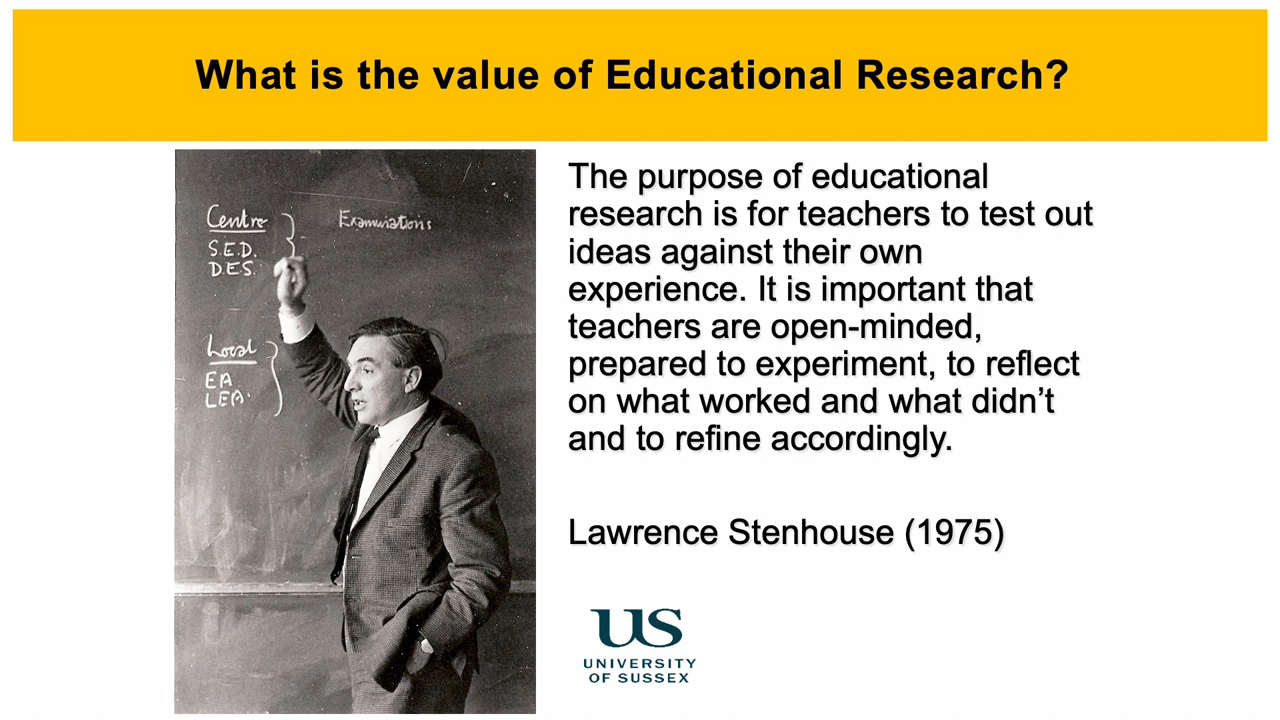 What is the value of Educational Research?
Centre
S.E.D.
D.E.S.
Examinations
Local
EA
LEA.
The purpose of educational
research is for teachers to test out
ideas against their own
experience. It is important that
teachers are open-minded,
prepared to experiment, to reflect
on what worked and what didn’t
and to refine accordingly.
Lawrence Stenhouse (1975)
US
UNIVERSITY
OF SUSSEX